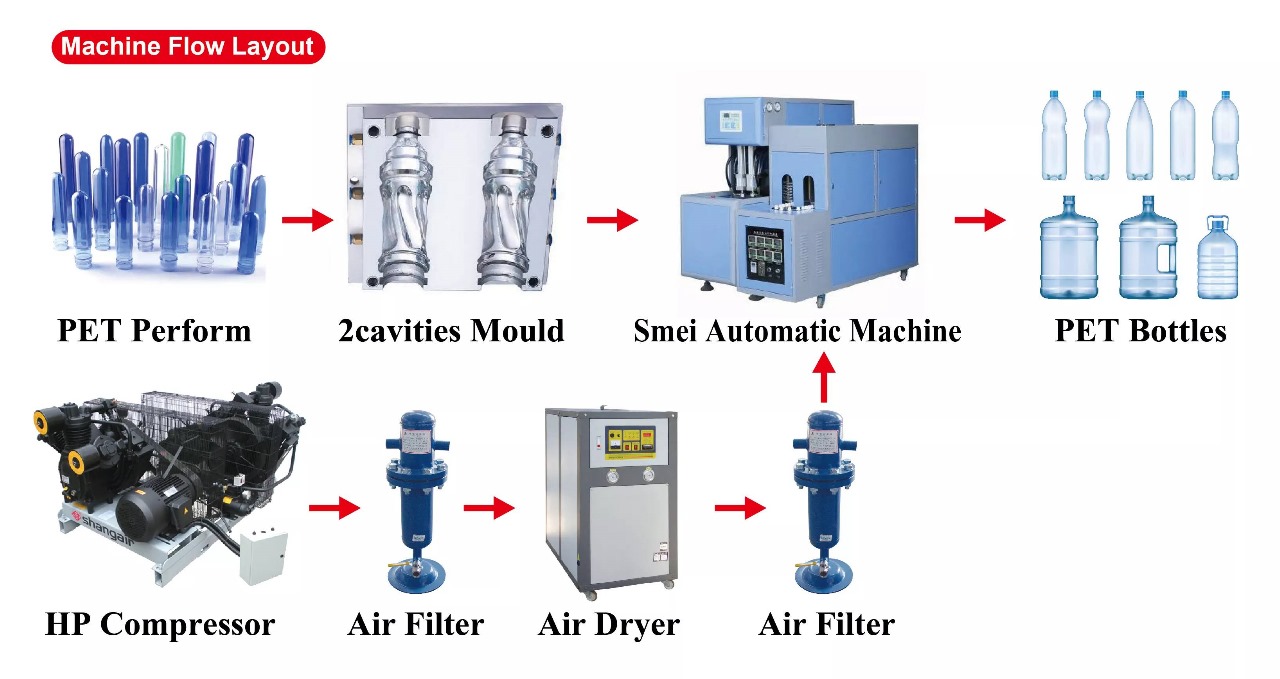 Machine Flow Layout
PET Perform
2cavities Mould
Smei Automatic Machine
PET Bottles
shangair
HP Compressor
Air Filter
Air Dryer
Air Filter